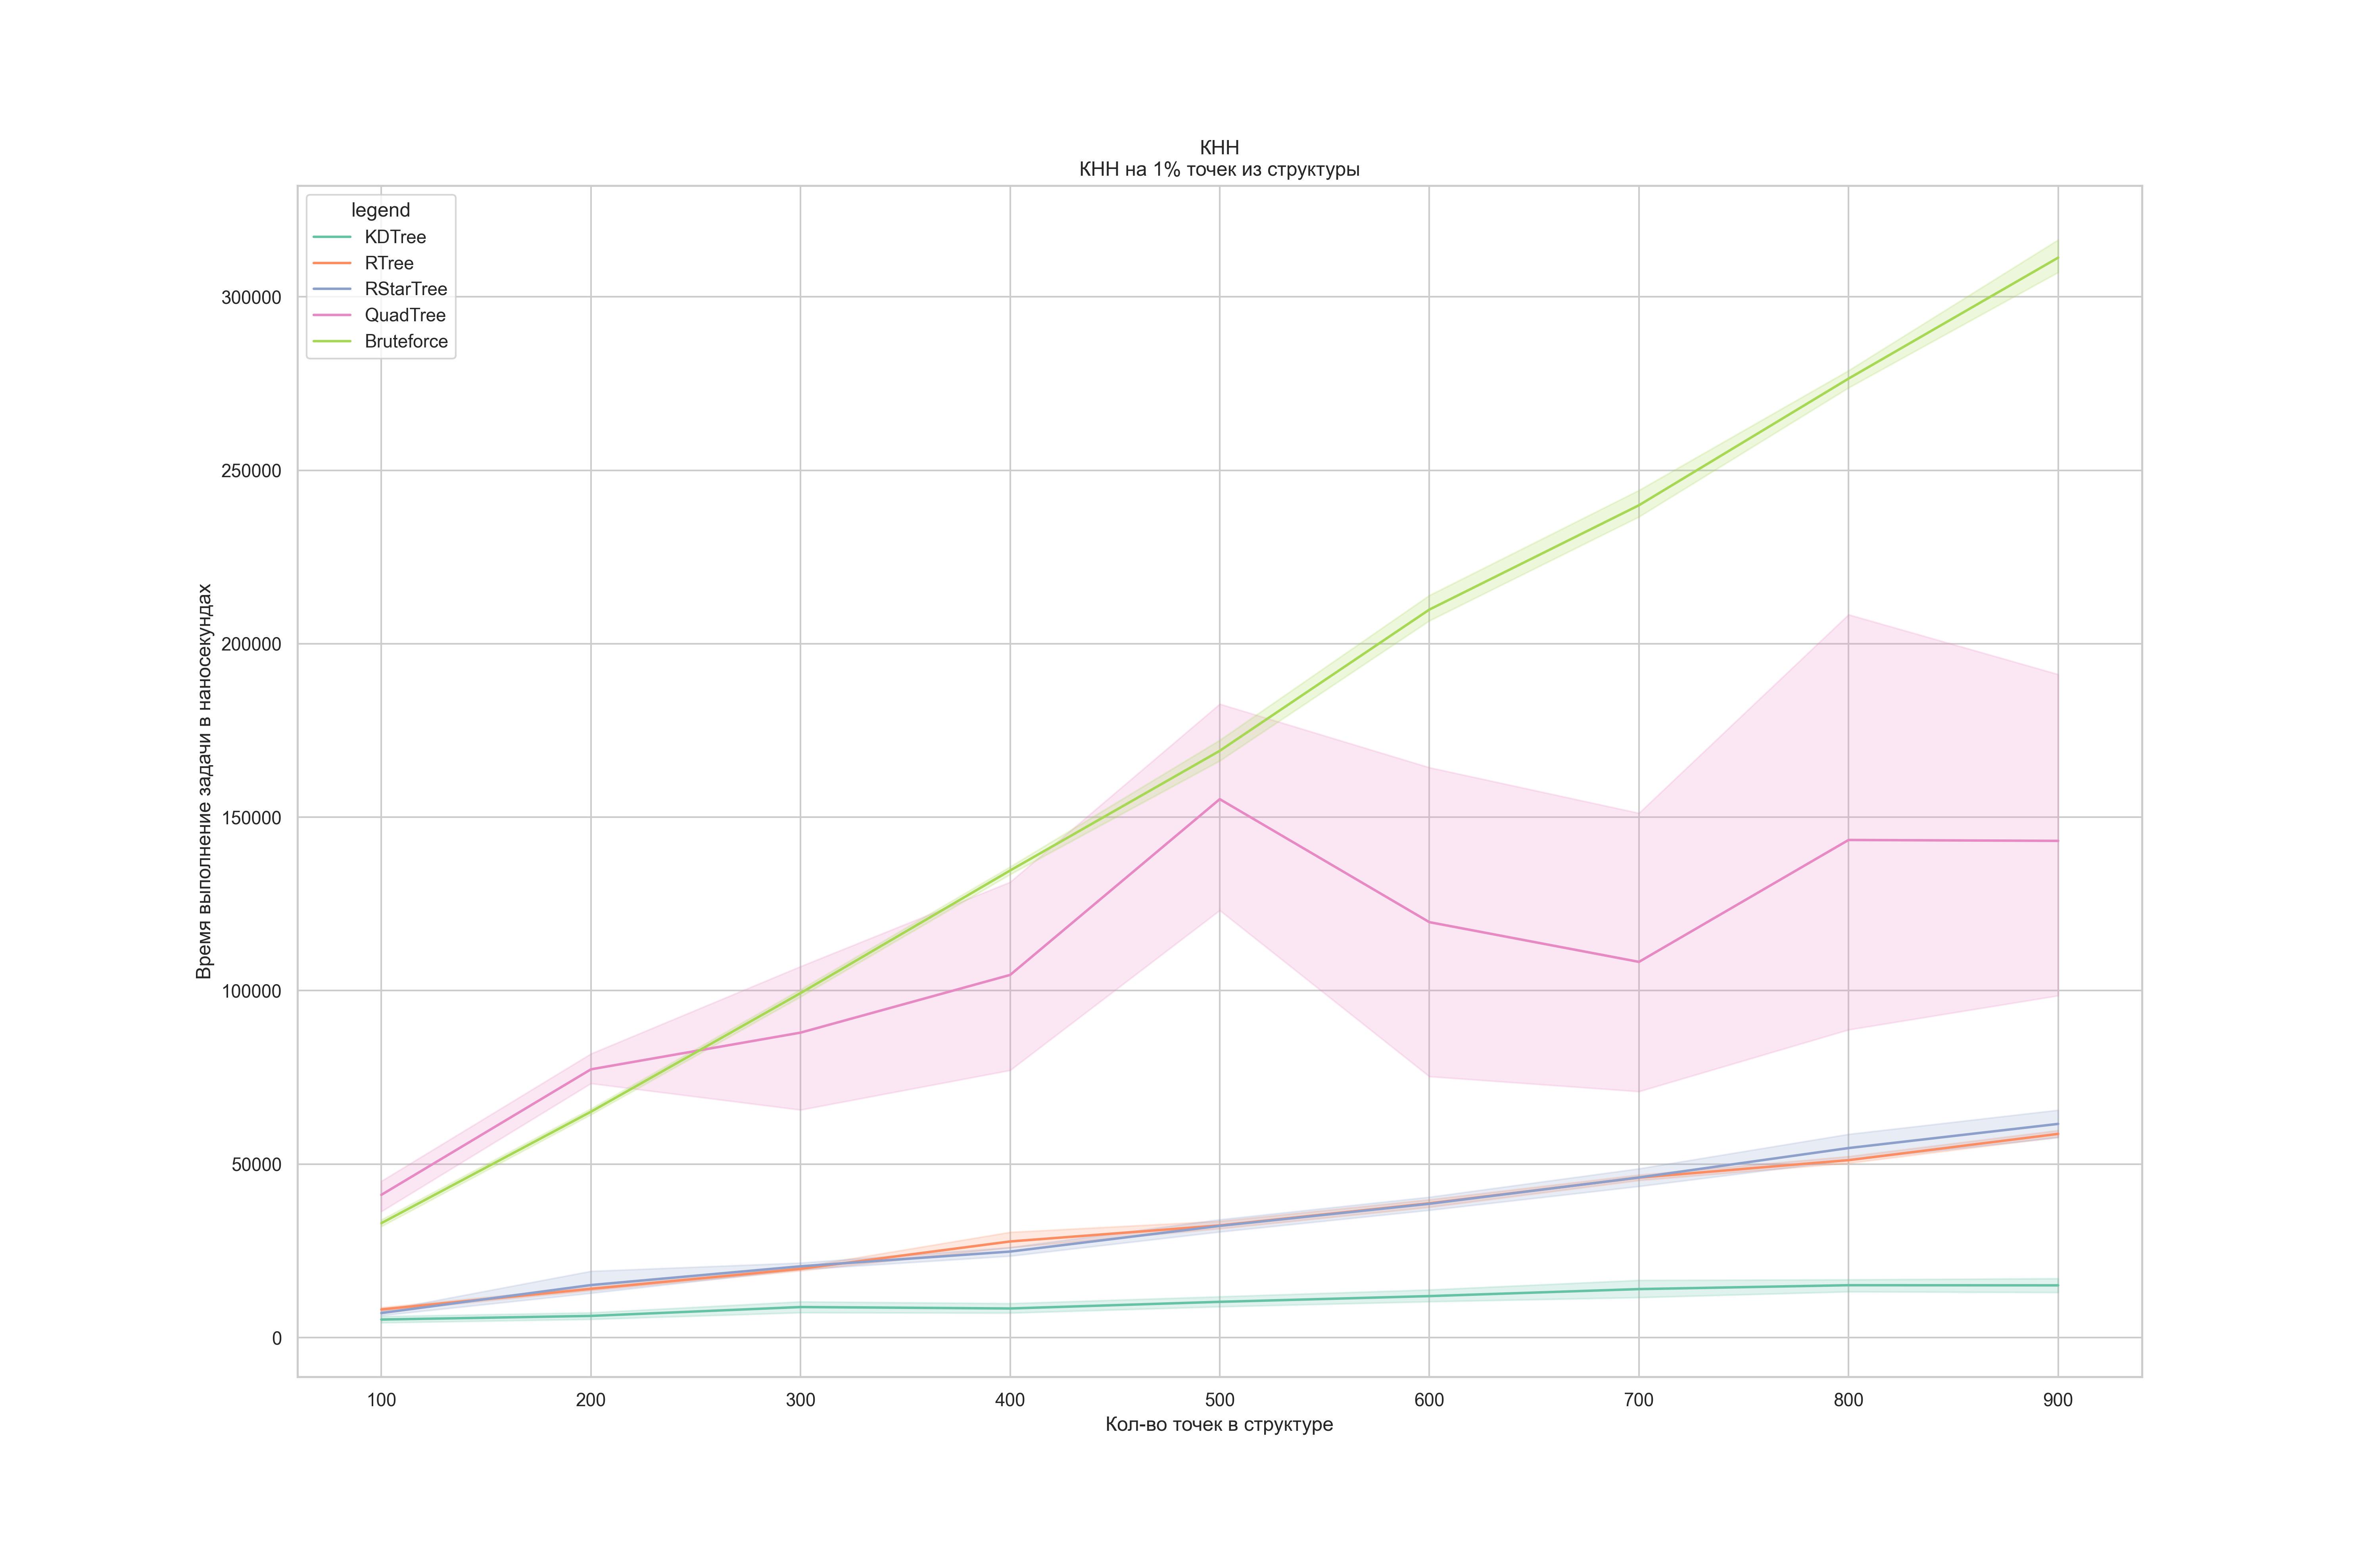 КНН
КНН на 1% точек из структуры
legend
KDTree
RTree
RStarTree
QuadTree
Bruteforce
Время выполнение задачи в наносекундах
300000
250000
200000
150000
100000
50000
0
100 200 300 400 500 600 700 800 900
Кол-во точек в структуре